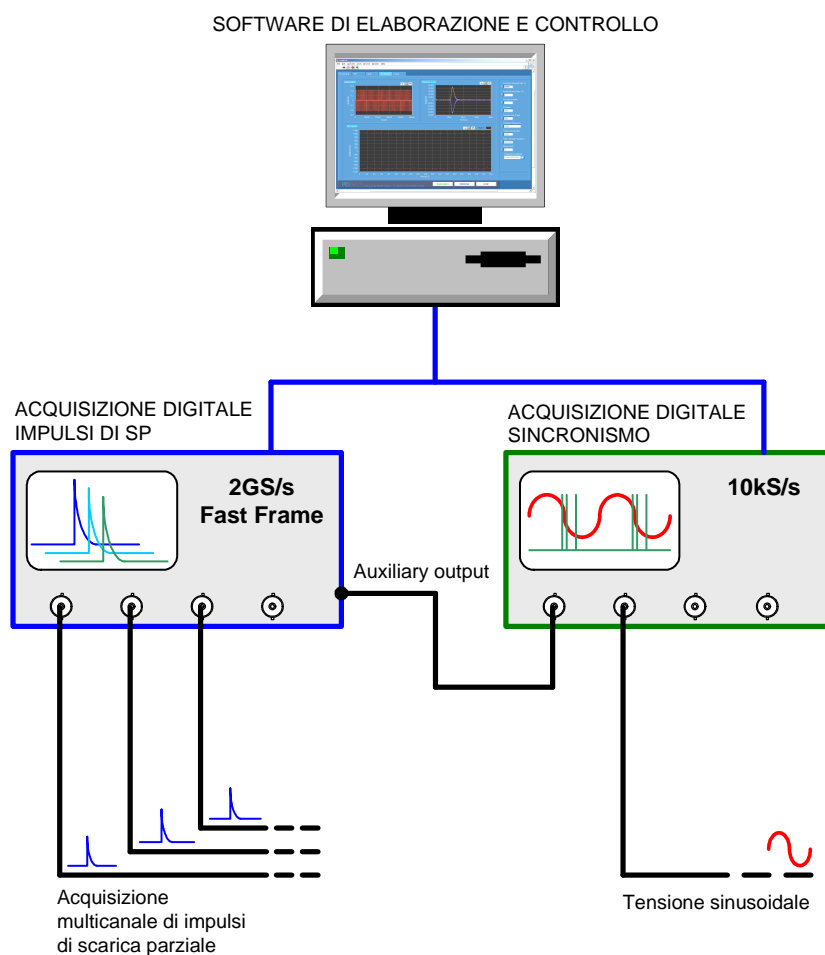 SOFTWARE DI ELABORAZIONE E CONTROLLO
ACQUISIZIONE DIGITALE
IMPULSI DI SP
2GS/s
Fast Frame
ACQUISIZIONE DIGITALE
SINCRONISMO
10kS/s
Auxiliary output
Acquisizione
multicanale di impulsi
di scarica parziale
Tensione sinusoidale